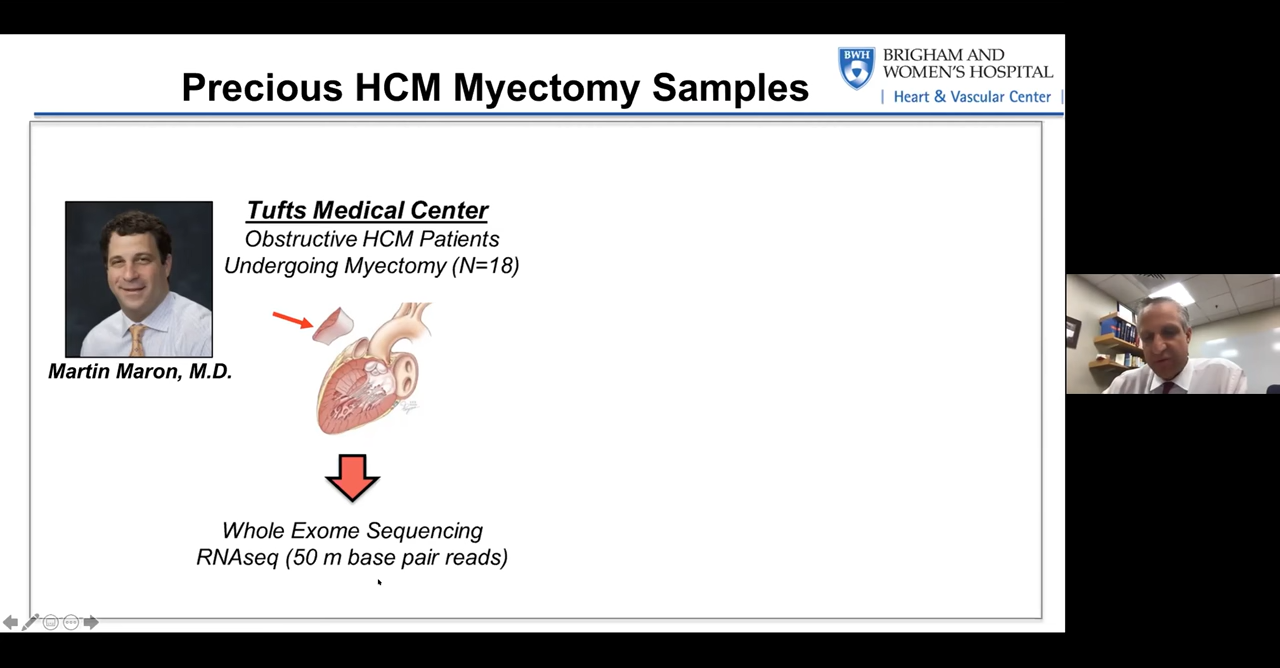 Precious HCM Myectomy Samples
BWH
BRIGHAM AND
WOMEN'S HOSPITAL
| Heart & Vascular Center |
Tufts Medical Center
Obstructive HCM Patients
Undergoing Myectomy (N=18)
Martin Maron, M.D.
Whole Exome Sequencing
RNAseq (50 m base pair reads)